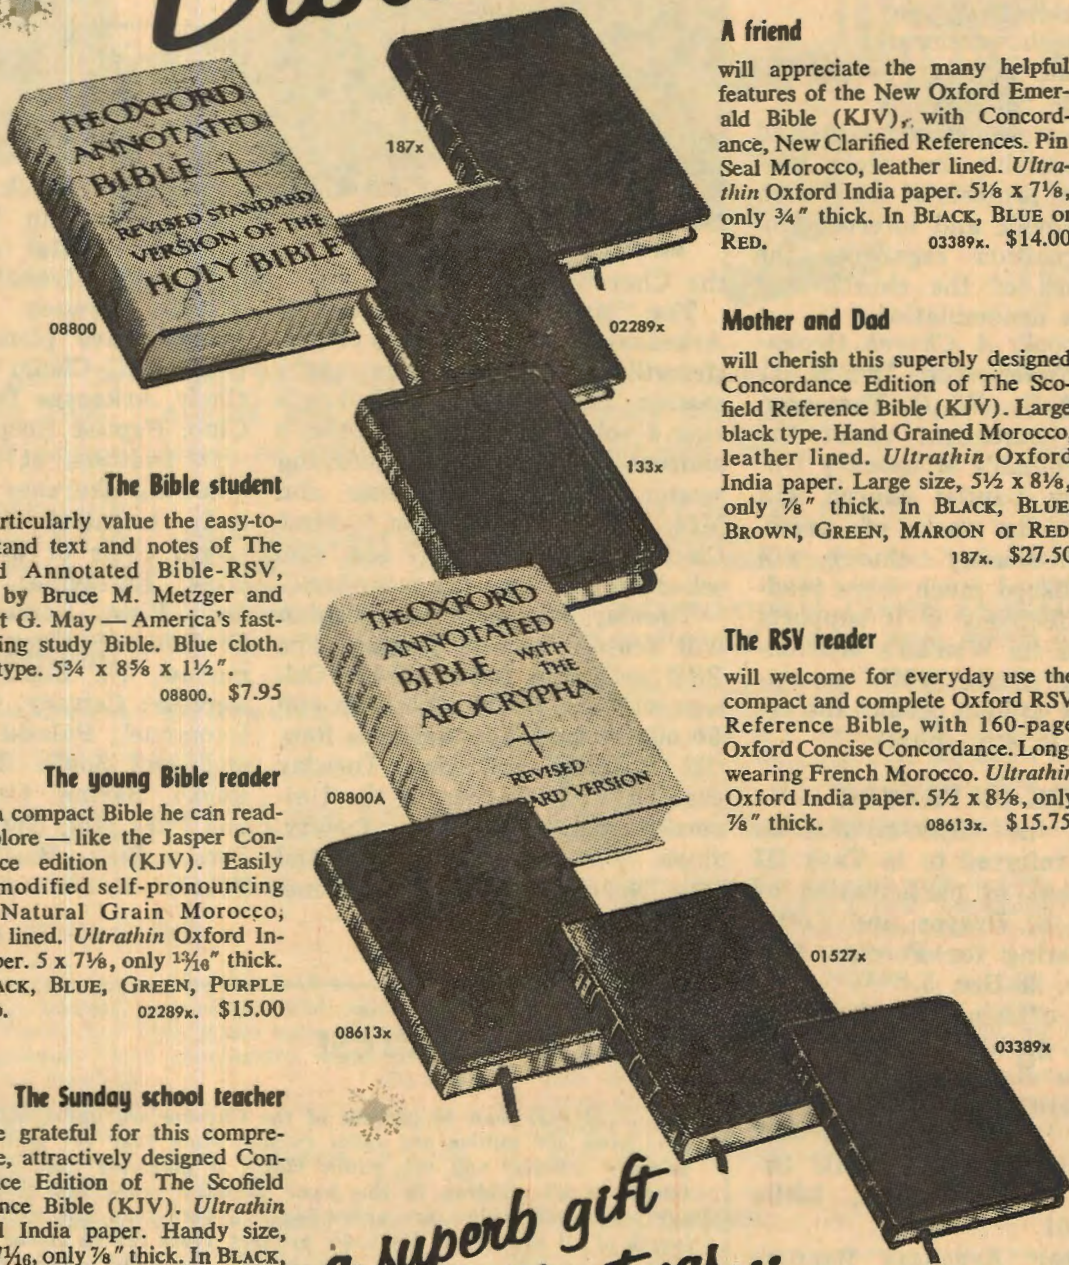 THE OXFORD
ANNOTATED
BIBLE
REVISED STANDARD
VERSION OF THE
HOLY BIBLE
08800
187x
02289x
133x
The Bible student
rticularly value the easy-to-
tand text and notes of The
d Annotated Bible-RSV,
by Bruce M. Metzger and
t G. May — America's fast-
ing study Bible. Blue cloth.
type. 5¾ x 8⅝ x 1½".
08800. $7.95
The young Bible reader
a compact Bible he can read-
plore — like the Jasper Con-
ce edition (KJV). Easily
modified self-pronouncing
Natural Grain Morocco,
lined. Ultrathin Oxford In-
per. 5 x 7⅛, only 13/16" thick.
ACK, BLUE, GREEN, PURPLE
02289x. $15.00
The Sunday school teacher
e grateful for this compre-
e, attractively designed Con-
ce Edition of The Scofield
nce Bible (KJV). Ultrathin
d India paper. Handy size,
1/16, only ⅞" thick. In BLACK,
THE OXFORD
ANNOTATED
BIBLE WITH
THE
APOCRYPHA
REVISED
ARD VERSION
08800A
08613x
01527x
03389x
A friend
will appreciate the many helpful
features of the New Oxford Emer-
ald Bible (KJV), with Concord-
ance, New Clarified References. Pin
Seal Morocco, leather lined. Ultra-
thin Oxford India paper. 5⅛ x 7⅛,
only ¾" thick. In BLACK, BLUE or
RED. 03389x. $14.00
Mother and Dad
will cherish this superbly designed
Concordance Edition of The Sco-
field Reference Bible (KJV). Large
black type. Hand Grained Morocco,
leather lined. Ultrathin Oxford
India paper. Large size, 5½ x 8⅛,
only ⅞" thick. In BLACK, BLUE
BROWN, GREEN, MAROON or RED
187x. $27.50
The RSV reader
will welcome for everyday use the
compact and complete Oxford RSV
Reference Bible, with 160-page
Oxford Concise Concordance. Long-
wearing French Morocco. Ultrathin
Oxford India paper. 5½ x 8⅛, only
⅞" thick. 08613x. $15.75
a superb gift